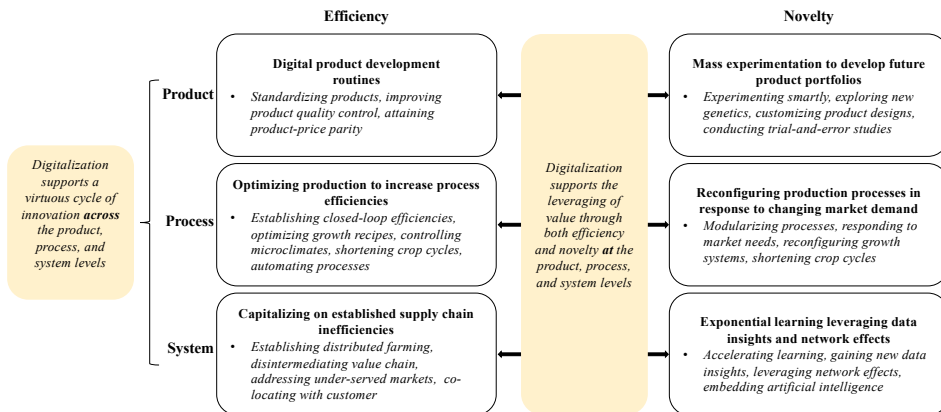 Efficiency
Novelty
Digital product development
routines
• Standardizing products, improving
product quality control, attaining
product-price parity
Mass experimentation to develop future
product portfolios
• Experimenting smartly, exploring new
genetics, customizing product designs,
conducting trial-and-error studies
Product
Digitalization
supports a
virtuous cycle of
innovation across
the product,
process, and
system levels
Process
Optimizing production to increase process
efficiencies
• Establishing closed-loop efficiencies,
optimizing growth recipes, controlling
microclimates, shortening crop cycles,
automating processes
Digitalization
supports the
leveraging of
value through
both efficiency
and novelty at the
product, process,
and system levels
Reconfiguring production processes in
response to changing market demand
• Modularizing processes, responding to
market needs, reconfiguring growth
systems, shortening crop cycles
System
Capitalizing on established supply chain
inefficiencies
• Establishing distributed farming,
disintermediating value chain,
addressing under-served markets, co-
locating with customer
Exponential learning leveraging data
insights and network effects
• Accelerating learning, gaining new data
insights, leveraging network effects,
embedding artificial intelligence